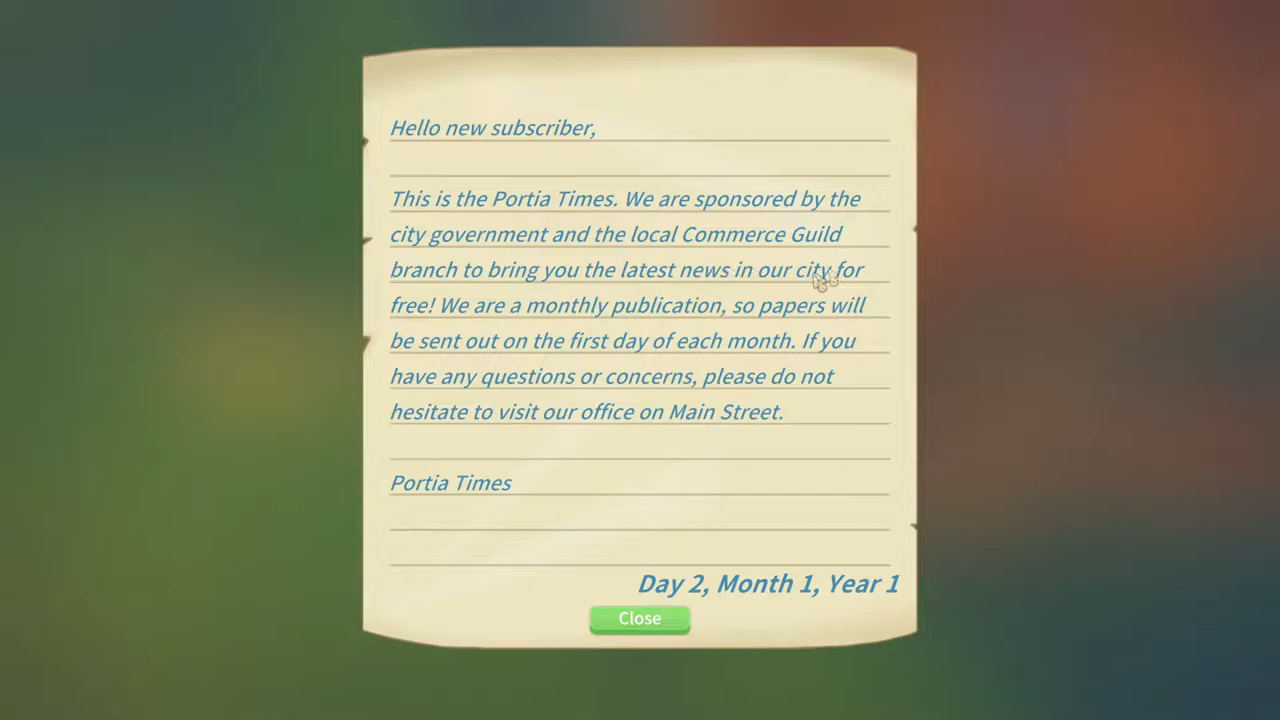 Hello new subscriber,
This is the Portia Times. We are sponsored by the
city government and the local Commerce Guild
branch to bring you the latest news in our city for
free! We are a monthly publication, so papers will
be sent out on the first day of each month. If you
have any questions or concerns, please do not
hesitate to visit our office on Main Street.
Portia Times
Day 2, Month 1, Year 1
Close